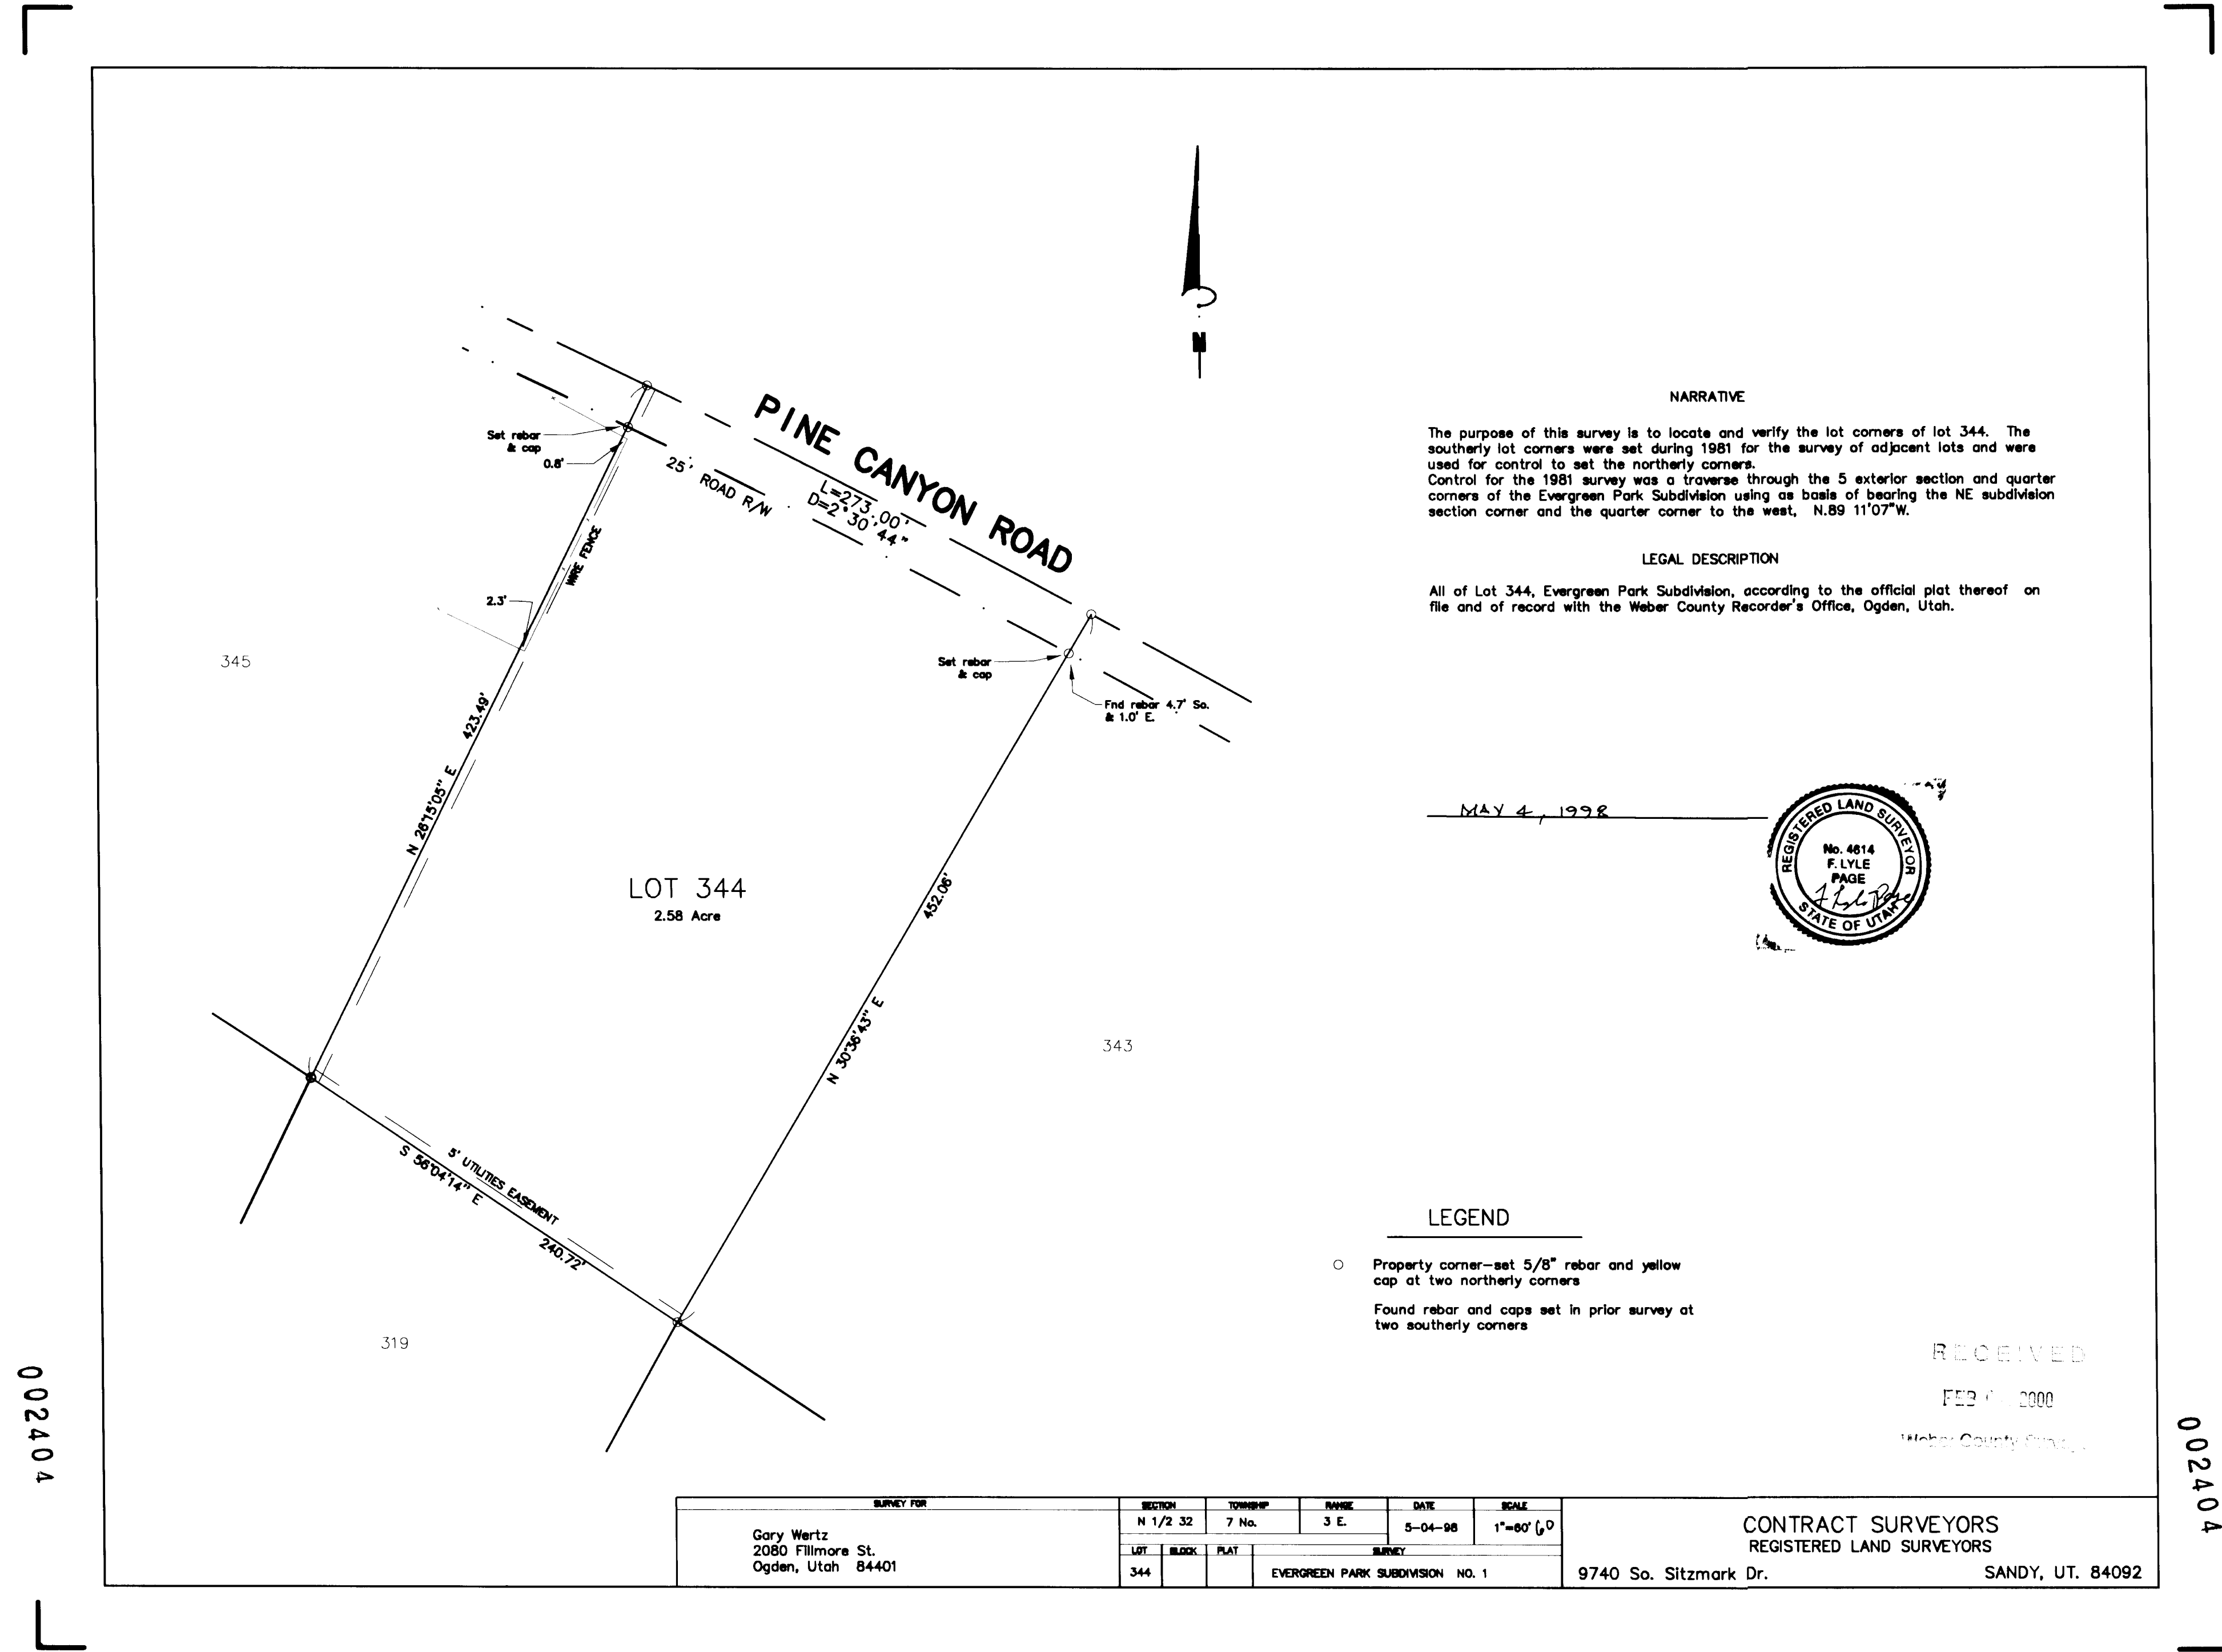 PINE CANYON ROAD
L=273.00'
D=2°30'44"
25' ROAD R/W
Set rebar
& cap
0.8'
WIRE FENCE
2.3'
N
345
423.49'
N 26°15'05" E
Set rebar
& cap
Fnd rebar 4.7' So.
& 1.0' E.
LOT 344
2.58 Acre
452.06'
N 30°36'43" E
343
5' UTILITIES EASEMENT
S 56°04'14" E
240.72'
319
NARRATIVE
The purpose of this survey is to locate and verify the lot corners of lot 344. The
southerly lot corners were set during 1981 for the survey of adjacent lots and were
used for control to set the northerly corners.
Control for the 1981 survey was a traverse through the 5 exterior section and quarter
corners of the Evergreen Park Subdivision using as basis of bearing the NE subdivision
section corner and the quarter corner to the west, N.89 11'07"W.
LEGAL DESCRIPTION
All of Lot 344, Evergreen Park Subdivision, according to the official plat thereof on
file and of record with the Weber County Recorder's Office, Ogden, Utah.
MAY 4, 1998
REGISTERED LAND SURVEYOR
No. 4614
F. LYLE
PAGE
F Lyle Page
STATE OF UTAH
LEGEND
Property corner-set 5/8" rebar and yellow
cap at two northerly corners
Found rebar and caps set in prior survey at
two southerly corners
RECEIVED
FEB 2000
Weber County
002404
002404
SURVEY FOR
Gary Wertz
2080 Fillmore St.
Ogden, Utah 84401
SECTION TOWNSHIP RANGE DATE SCALE
N 1/2 32 7 No. 3 E. 5-04-98 1"=60' 60
LOT BLOCK PLAT SURVEY
344 EVERGREEN PARK SUBDIVISION NO. 1
CONTRACT SURVEYORS
REGISTERED LAND SURVEYORS
9740 So. Sitzmark Dr. SANDY, UT. 84092